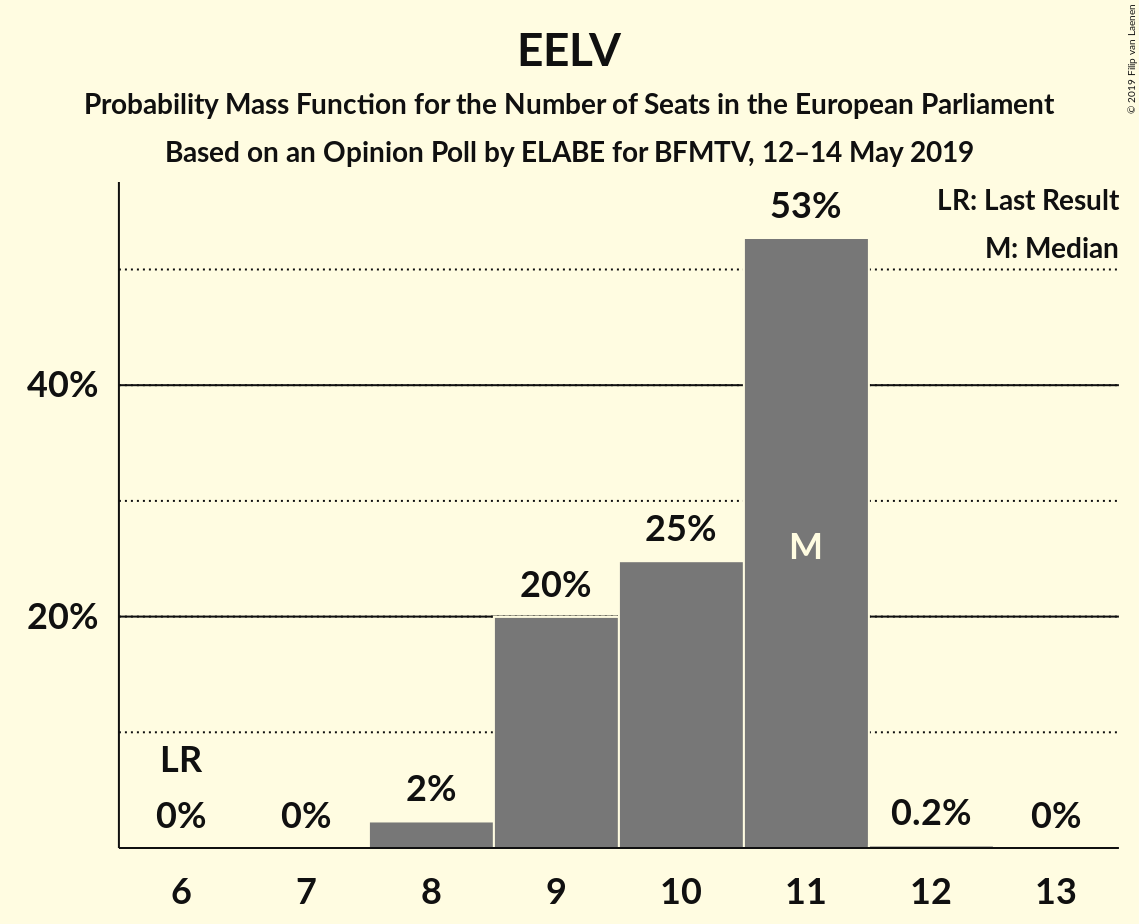 EELV
Probability Mass Function for the Number of Seats in the European Parliament
Based on an Opinion Poll by ELABE for BFMTV, 12–14 May 2019
© 2019 Filip van Laenen
LR: Last Result
M: Median
53%
40%
25%
M
20%
20%
LR
0%
0%
2%
0.2%
0%
6 7 8 9 10 11 12 13